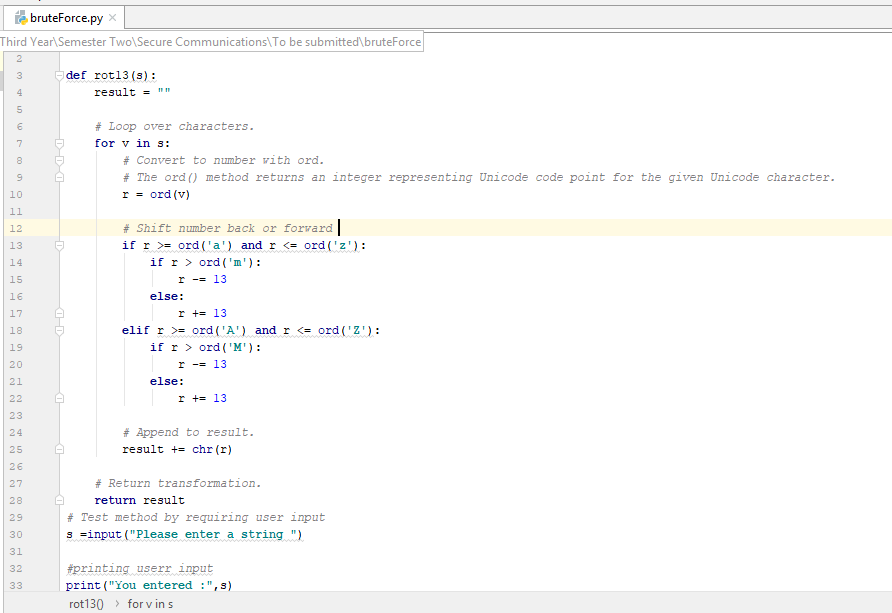 bruteForce.py
Third Year\Semester Two\Secure Communications\To be submitted\bruteForce
2
3 def rot13(s):
4 result = ""
5
6 # Loop over characters.
7 for v in s:
8 # Convert to number with ord.
9 # The ord() method returns an integer representing Unicode code point for the given Unicode character.
10 r = ord(v)
11
12 # Shift number back or forward
13 if r >= ord('a') and r <= ord('z'):
14 if r > ord('m'):
15 r -= 13
16 else:
17 r += 13
18 elif r >= ord('A') and r <= ord('Z'):
19 if r > ord('M'):
20 r -= 13
21 else:
22 r += 13
23
24 # Append to result.
25 result += chr(r)
26
27 # Return transformation.
28 return result
29 # Test method by requiring user input
30 s =input("Please enter a string ")
31
32 #printing userr input
33 print("You entered :",s)
rot13() › for v in s